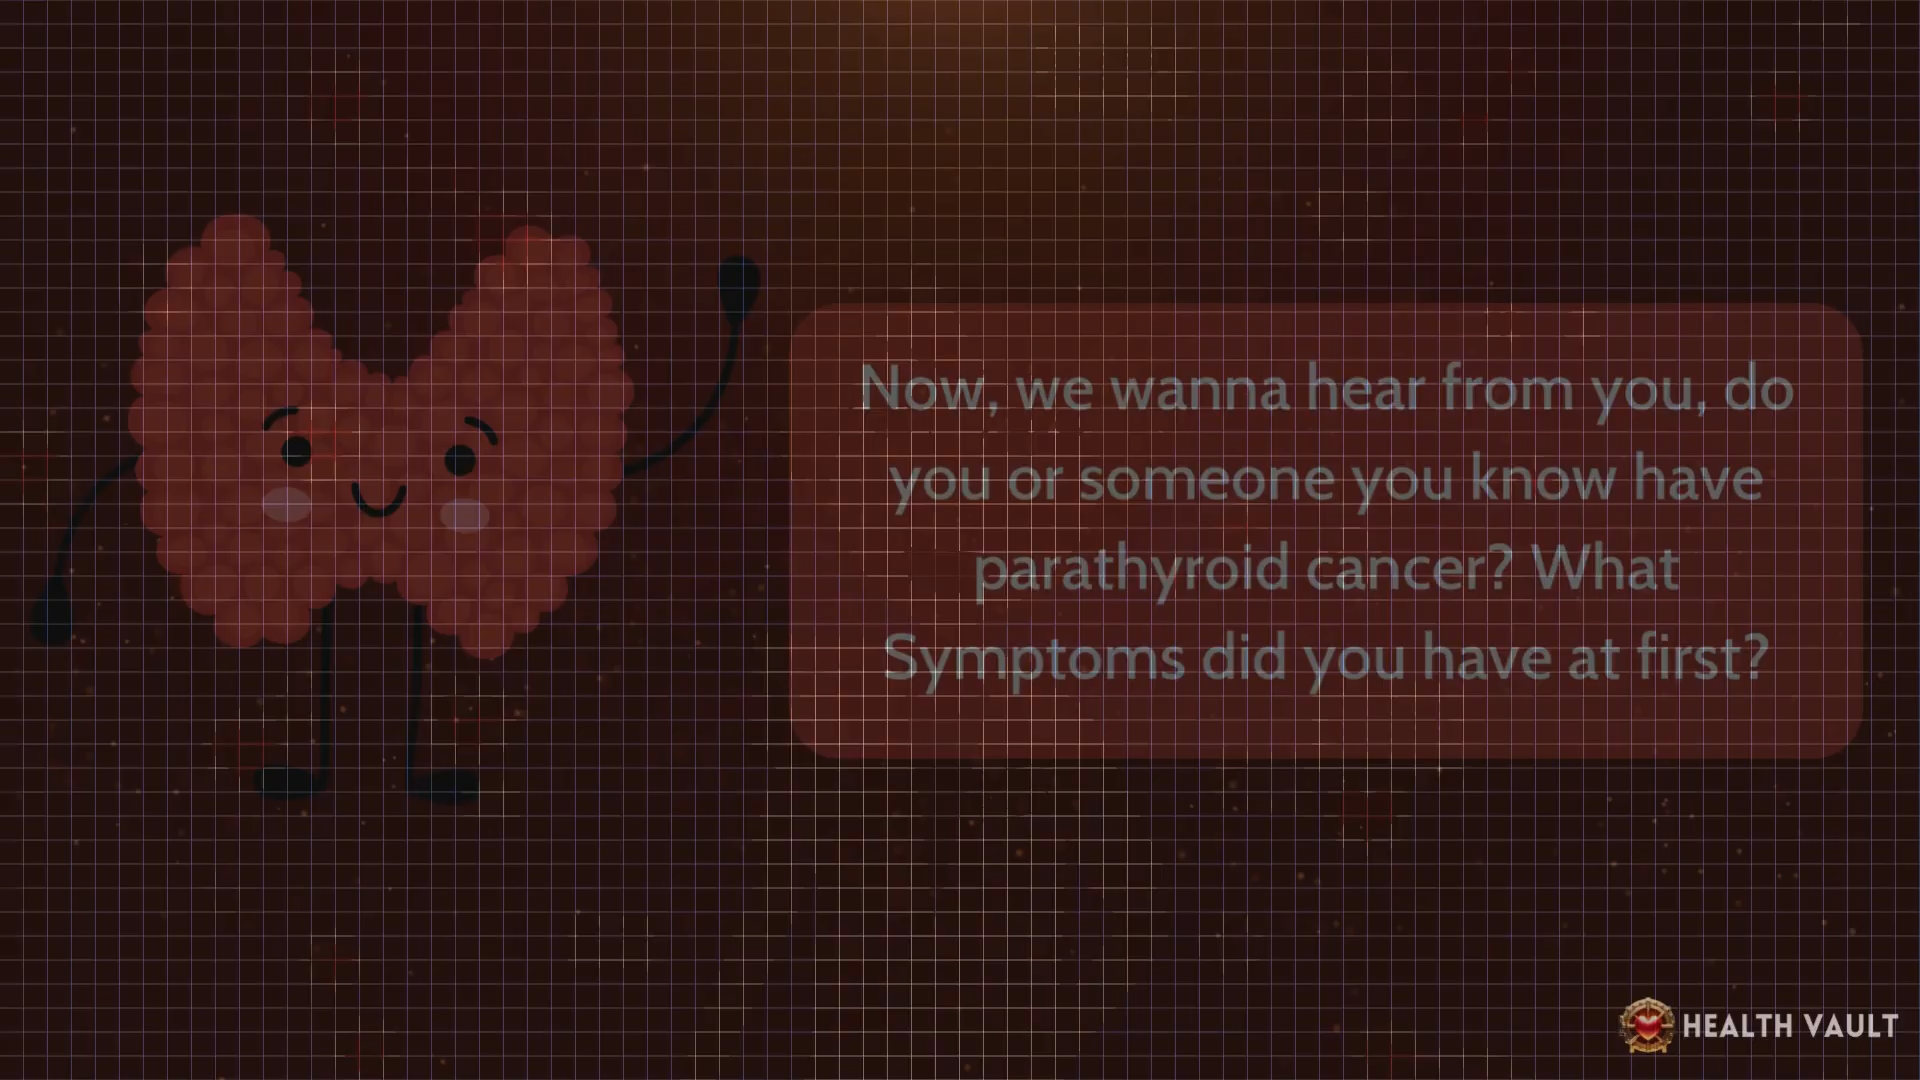 Now, we wanna hear from you, do
you or someone you know have
parathyroid cancer? What
Symptoms did you have at first?
HEALTH VAULT